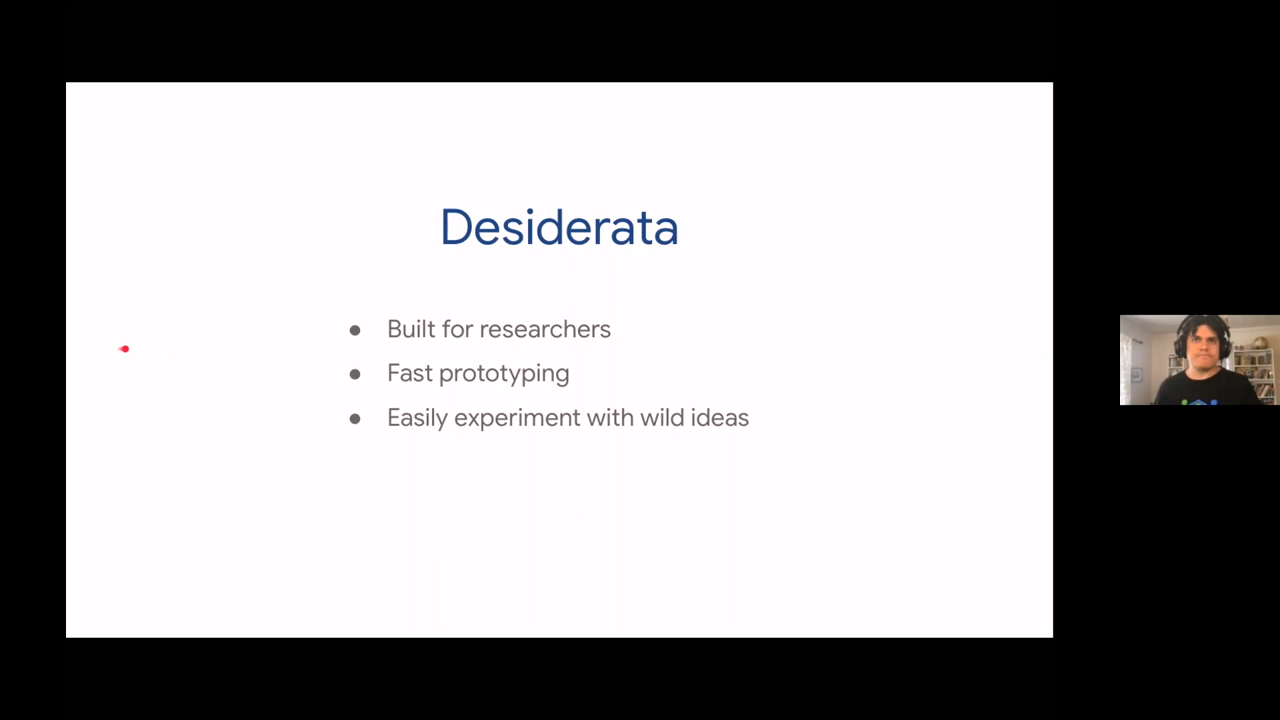 Desiderata
● Built for researchers
● Fast prototyping
● Easily experiment with wild ideas